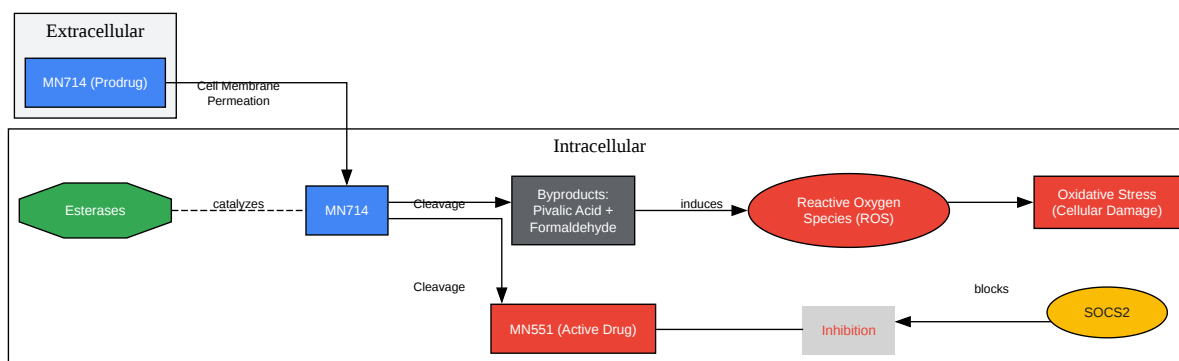 Extracellular
MN714 (Prodrug)
Cell Membrane
Permeation
Intracellular
Esterases
catalyzes
MN714
Cleavage
Byproducts:
Pivalic Acid +
Formaldehyde
induces
Reactive Oxygen
Species (ROS)
Oxidative Stress
(Cellular Damage)
Cleavage
MN551 (Active Drug)
Inhibition
blocks
SOCS2